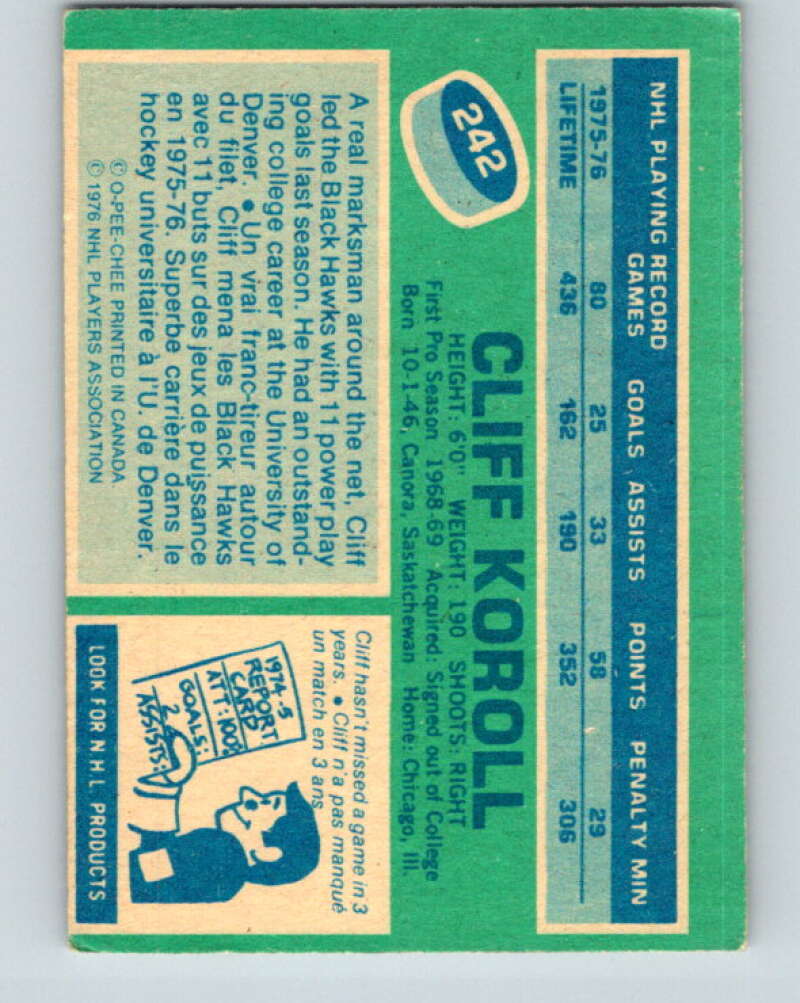 NHL PLAYING RECORD
GAMES GOALS ASSISTS POINTS PENALTY MIN
1975-76 80 25 33 58 29
LIFETIME 436 162 190 352 306
242
CLIFF KOROLL
HEIGHT: 6'0" WEIGHT: 190 SHOOTS: RIGHT
First Pro Season 1968-69 Acquired: Signed out of College
Born 10-1-46, Canora, Saskatchewan Home: Chicago, Ill.
A real marksman around the net, Cliff
led the Black Hawks with 11 power play
goals last season. He had an outstand-
ing college career at the University of
Denver. • Un vrai franc-tireur autour
du filet, Cliff mena les Black Hawks
avec 11 buts sur des jeux de puissance
en 1975-76. Superbe carrière dans le
hockey universitaire à l'U. de Denver.
© O-PEE-CHEE PRINTED IN CANADA
© 1976 NHL PLAYERS ASSOCIATION
Cliff hasn't missed a game in 3
years. • Cliff n'a pas manqué
un match en 3 ans.
1974-5
REPORT
CARD
ATT: 100%
GOALS:
2
ASSISTS:
LOOK FOR N.H.L. PRODUCTS